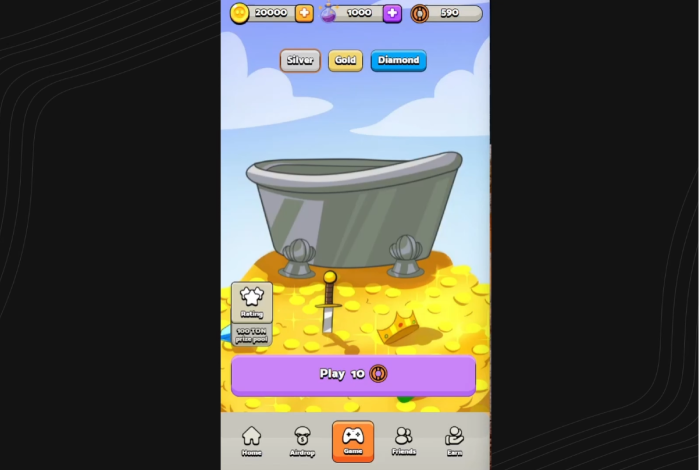 20000 1000 590
Silver Gold Diamond
Rating
100 TON
prize pool
Play 10
Home Airdrop Game Friends Earn